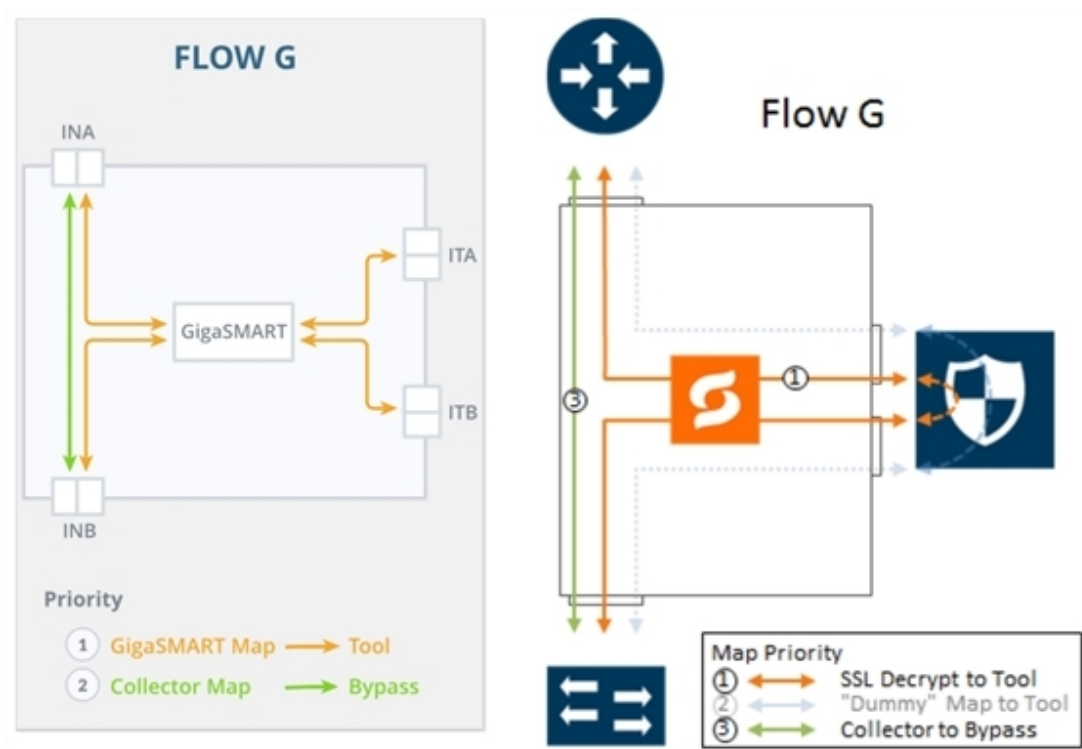 FLOW G
INA
ITA
GigaSMART
ITB
INB
Priority
1 GigaSMART Map Tool
2 Collector Map Bypass
Flow G
1
3
Map Priority
1 SSL Decrypt to Tool
2 "Dummy" Map to Tool
3 Collector to Bypass